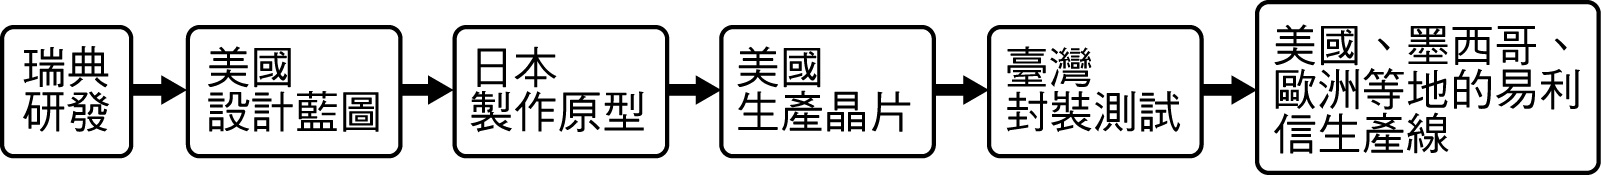 瑞典
研發
美國
設計藍圖
日本
製作原型
美國
生產晶片
臺灣
封裝測試
美國、墨西哥、
歐洲等地的易利
信生產線